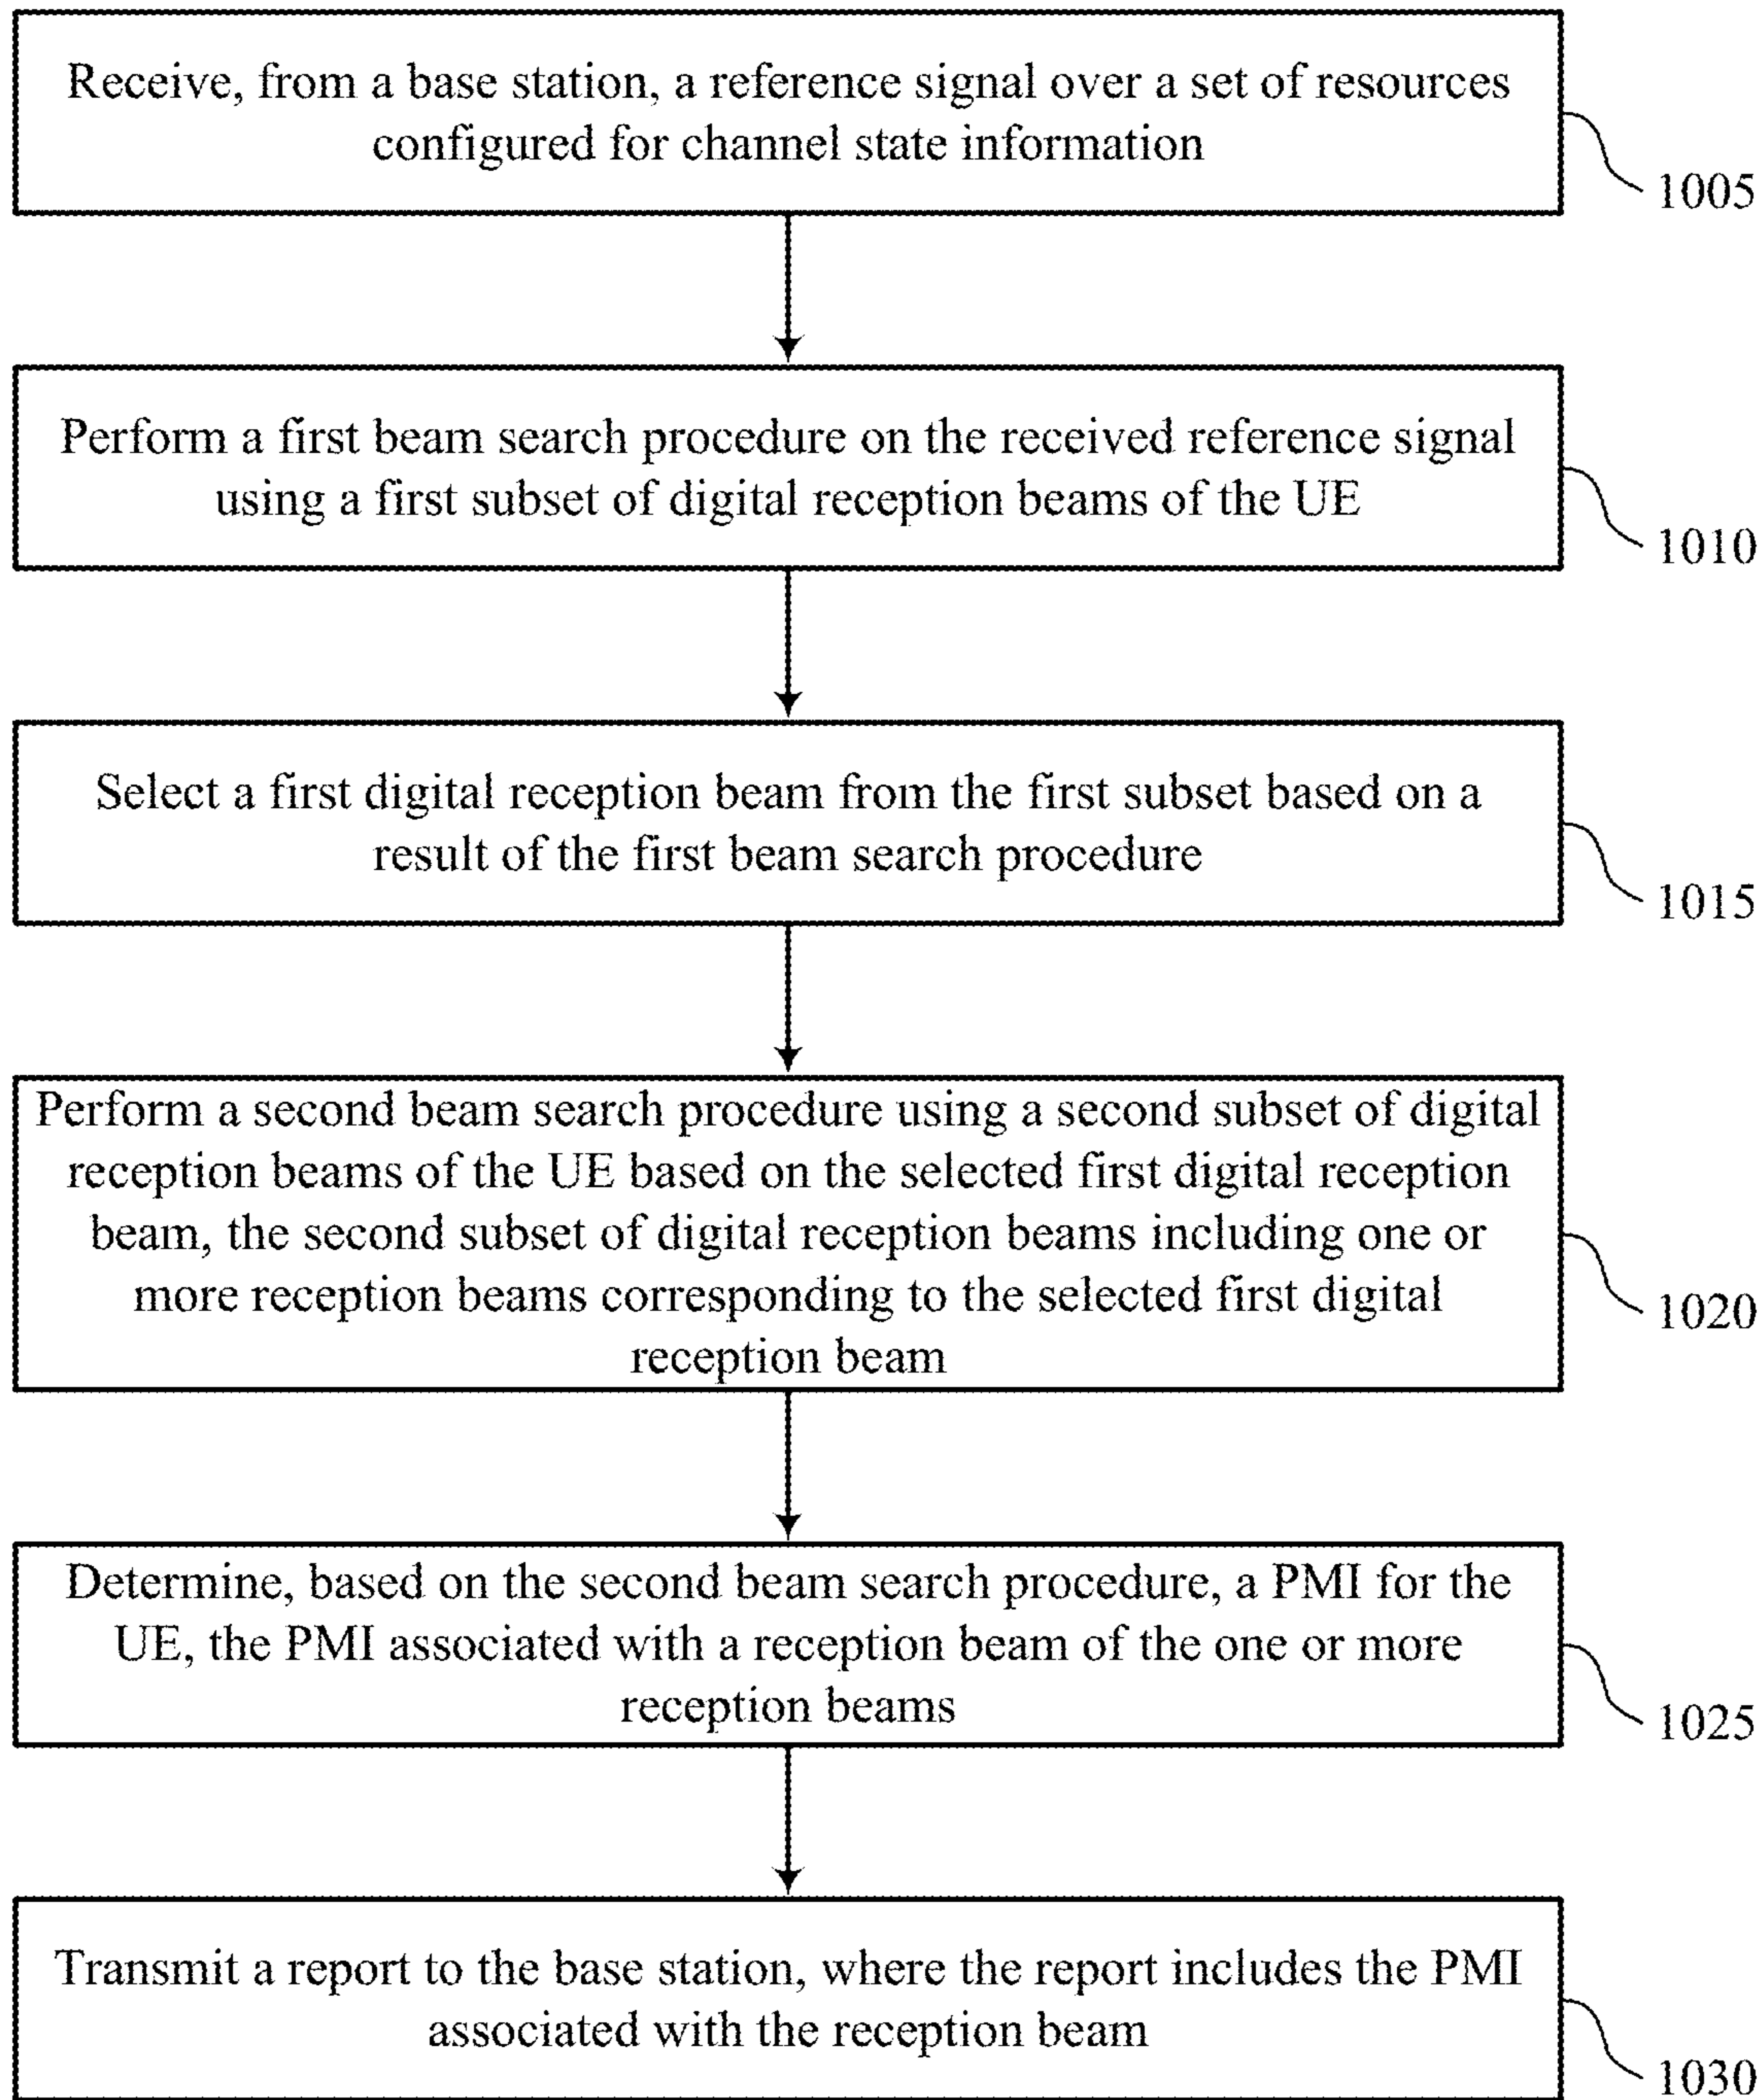 Receive, from a base station, a reference signal over a set of resources
configured for channel state information
1005
Perform a first beam search procedure on the received reference signal
using a first subset of digital reception beams of the UE
1010
Select a first digital reception beam from the first subset based on a
result of the first beam search procedure
1015
Perform a second beam search procedure using a second subset of digital
reception beams of the UE based on the selected first digital reception
beam, the second subset of digital reception beams including one or
more reception beams corresponding to the selected first digital
reception beam
1020
Determine, based on the second beam search procedure, a PMI for the
UE, the PMI associated with a reception beam of the one or more
reception beams
1025
Transmit a report to the base station, where the report includes the PMI
associated with the reception beam
1030